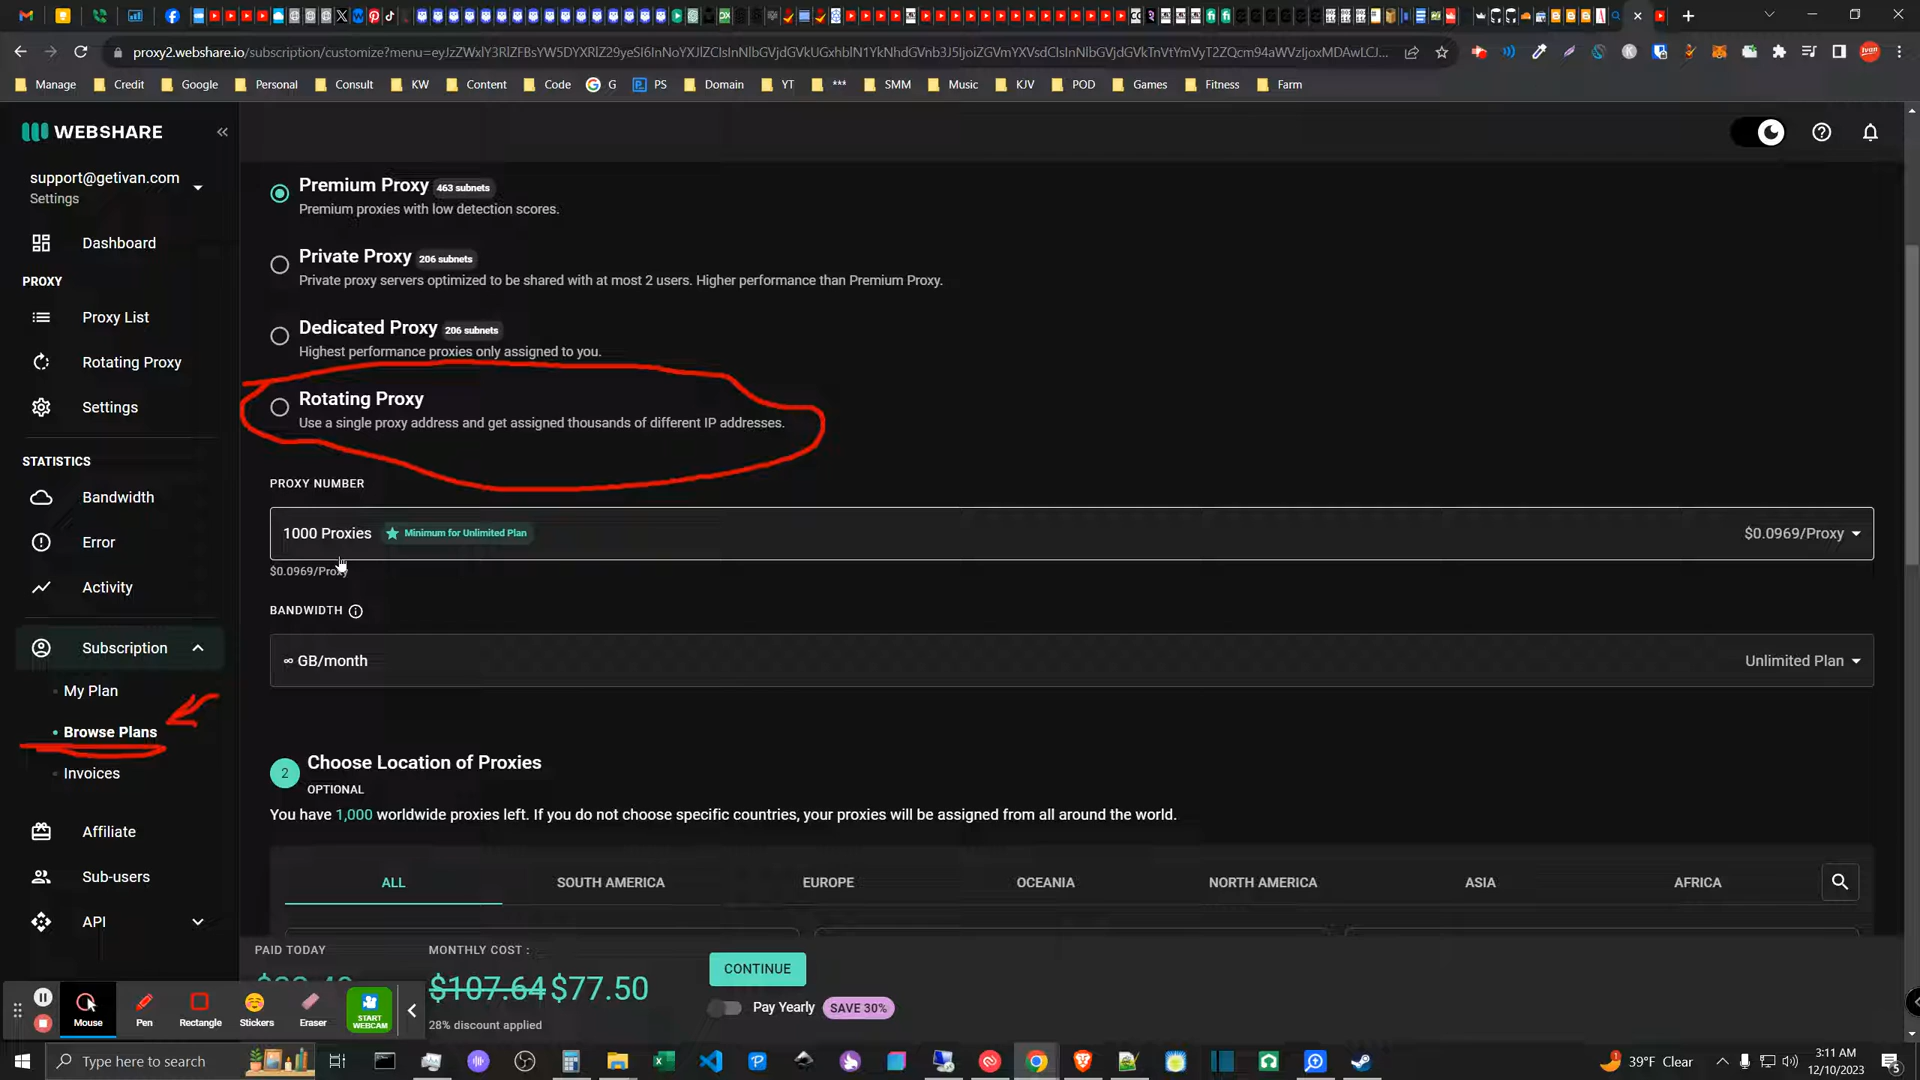 proxy2.webshare.io/subscription/customize?menu=eyJzZWxlY3RlZFBsYW5DYXRlZ29yeSI6InNoYXJlZCIsInNlbGVjdGVkUGxhblN1YkNhdGVnb3J5IjoiZGVmYXVsdCIsInNlbGVjdGVkTnVtYmVyT2ZQcm94aWVzIjoxMDAwLCJ...
Manage Credit Google Personal Consult KW Content Code G PS Domain YT *** SMM Music KJV POD Games Fitness Farm
WEBSHARE
support@getivan.com
Settings
Dashboard
PROXY
Proxy List
Rotating Proxy
Settings
STATISTICS
Bandwidth
Error
Activity
Subscription
My Plan
Browse Plans
Invoices
Affiliate
Sub-users
API
Premium Proxy 463 subnets
Premium proxies with low detection scores.
Private Proxy 206 subnets
Private proxy servers optimized to be shared with at most 2 users. Higher performance than Premium Proxy.
Dedicated Proxy 206 subnets
Highest performance proxies only assigned to you.
Rotating Proxy
Use a single proxy address and get assigned thousands of different IP addresses.
PROXY NUMBER
1000 Proxies Minimum for Unlimited Plan $0.0969/Proxy
$0.0969/Proxy
BANDWIDTH
∞ GB/month Unlimited Plan
2 Choose Location of Proxies
OPTIONAL
You have 1,000 worldwide proxies left. If you do not choose specific countries, your proxies will be assigned from all around the world.
ALL SOUTH AMERICA EUROPE OCEANIA NORTH AMERICA ASIA AFRICA
PAID TODAY MONTHLY COST :
$107.64 $77.50
28% discount applied
CONTINUE
Pay Yearly SAVE 30%
Mouse Pen Rectangle Stickers Eraser START WEBCAM
Type here to search
39°F Clear
3:11 AM
12/10/2023
5